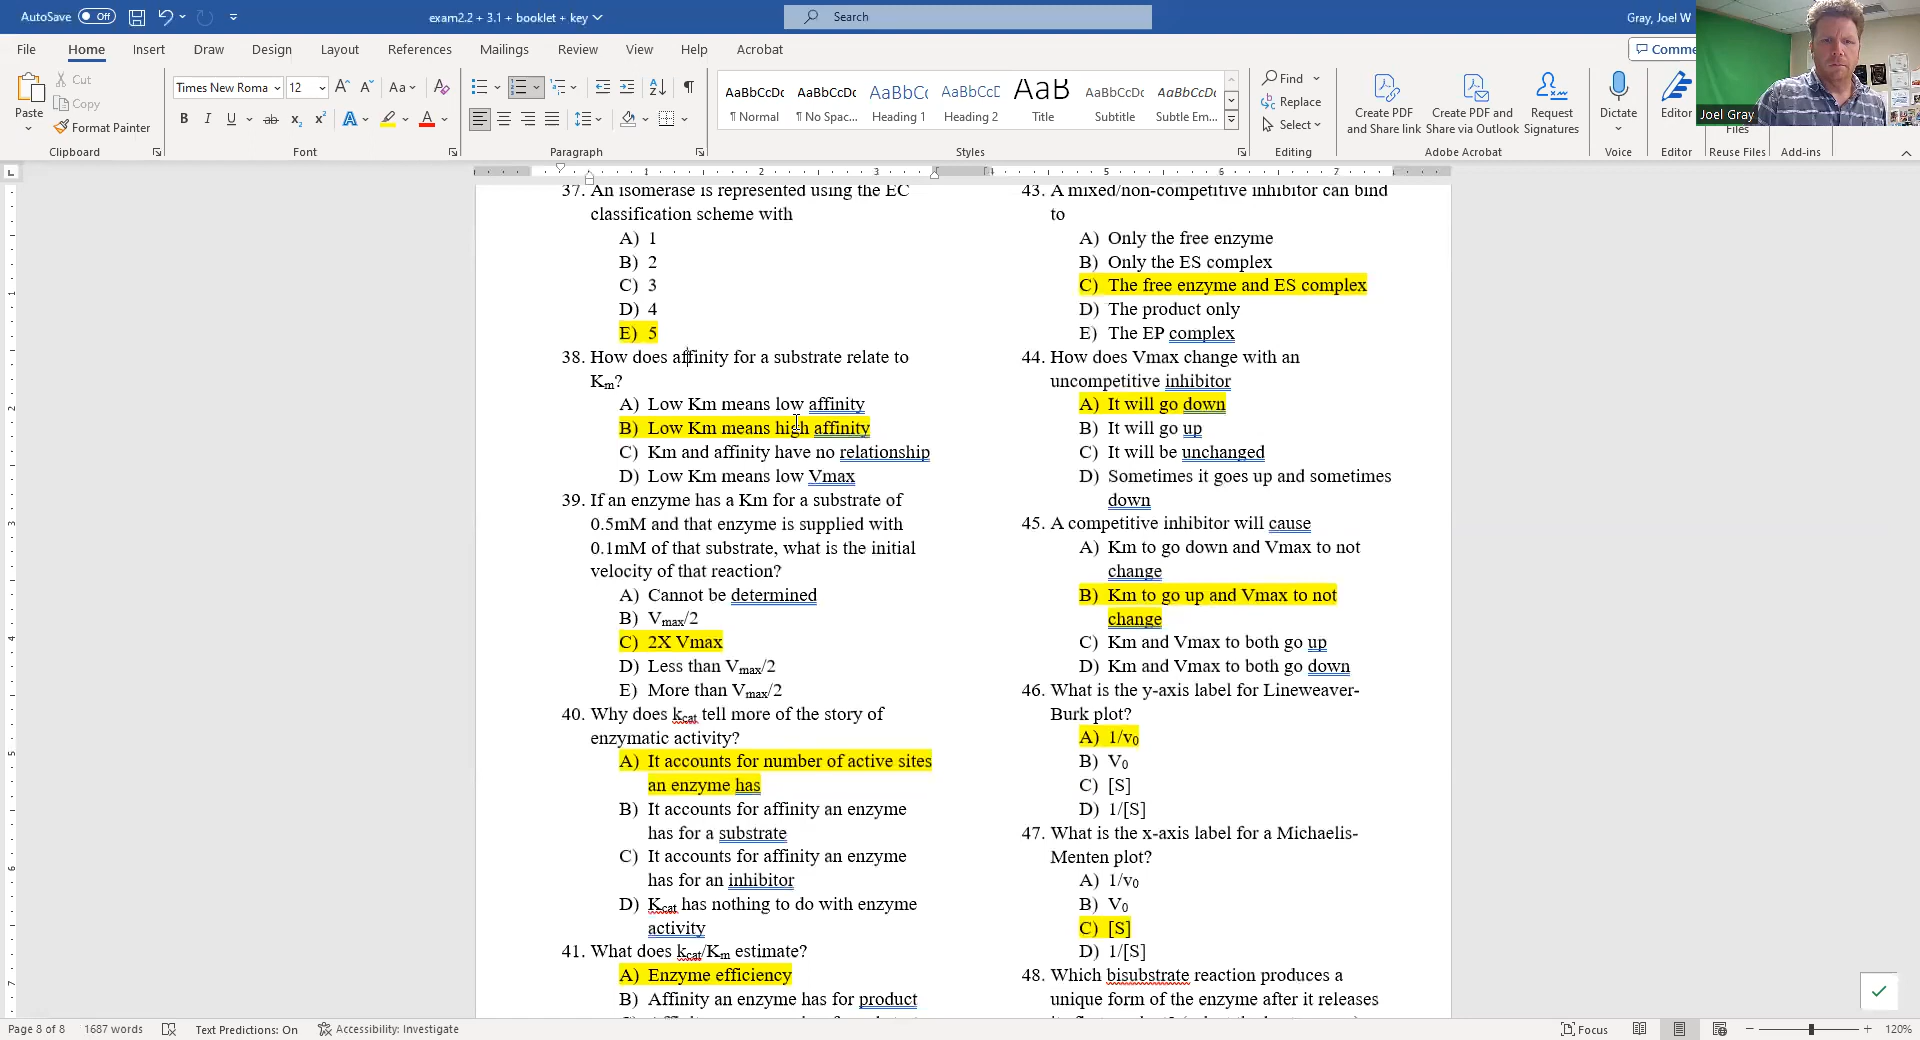 AutoSave Off
exam2.2 + 3.1 + booklet + key
Search
Gray, Joel W
File Home Insert Draw Design Layout References Mailings Review View Help Acrobat
Comme
Paste
Cut
Copy
Format Painter
Clipboard
Times New Roma 12
Font
Paragraph
AaBbCcDc AaBbCcDc AaBbCc AaBbCcD AaB AaBbCcDc AaBbCcDc
¶ Normal ¶ No Spac... Heading 1 Heading 2 Title Subtitle Subtle Em...
Styles
Find
Replace
Select
Editing
Create PDF and Share link
Create PDF and Share via Outlook
Request Signatures
Adobe Acrobat
Dictate
Voice
Editor
Editor
Files
Reuse Files
Add-ins
Joel Gray
37. An isomerase is represented using the EC
classification scheme with
A) 1
B) 2
C) 3
D) 4
E) 5
38. How does affinity for a substrate relate to
Km?
A) Low Km means low affinity
B) Low Km means high affinity
C) Km and affinity have no relationship
D) Low Km means low Vmax
39. If an enzyme has a Km for a substrate of
0.5mM and that enzyme is supplied with
0.1mM of that substrate, what is the initial
velocity of that reaction?
A) Cannot be determined
B) Vmax/2
C) 2X Vmax
D) Less than Vmax/2
E) More than Vmax/2
40. Why does kcat tell more of the story of
enzymatic activity?
A) It accounts for number of active sites
an enzyme has
B) It accounts for affinity an enzyme
has for a substrate
C) It accounts for affinity an enzyme
has for an inhibitor
D) Kcat has nothing to do with enzyme
activity
41. What does kcat/Km estimate?
A) Enzyme efficiency
B) Affinity an enzyme has for product
43. A mixed/non-competitive inhibitor can bind
to
A) Only the free enzyme
B) Only the ES complex
C) The free enzyme and ES complex
D) The product only
E) The EP complex
44. How does Vmax change with an
uncompetitive inhibitor
A) It will go down
B) It will go up
C) It will be unchanged
D) Sometimes it goes up and sometimes
down
45. A competitive inhibitor will cause
A) Km to go down and Vmax to not
change
B) Km to go up and Vmax to not
change
C) Km and Vmax to both go up
D) Km and Vmax to both go down
46. What is the y-axis label for Lineweaver-
Burk plot?
A) 1/v0
B) V0
C) [S]
D) 1/[S]
47. What is the x-axis label for a Michaelis-
Menten plot?
A) 1/v0
B) V0
C) [S]
D) 1/[S]
48. Which bisubstrate reaction produces a
unique form of the enzyme after it releases
Page 8 of 8 1687 words Text Predictions: On Accessibility: Investigate Focus 120%